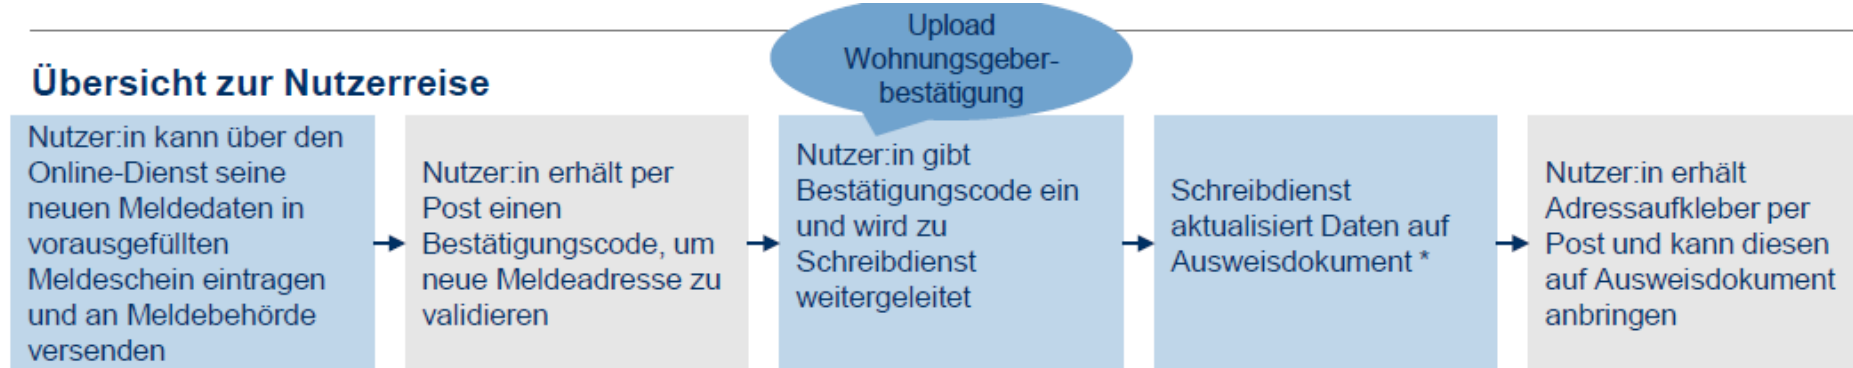 Upload
Wohnungsgeber-
bestätigung
Übersicht zur Nutzerreise
Nutzer:in kann über den
Online-Dienst seine
neuen Meldedaten in
vorausgefüllten
Meldeschein eintragen
und an Meldebehörde
versenden
Nutzer:in erhält per
Post einen
Bestätigungscode, um
neue Meldeadresse zu
validieren
Nutzer:in gibt
Bestätigungscode ein
und wird zu
Schreibdienst
weitergeleitet
Schreibdienst
aktualisiert Daten auf
Ausweisdokument *
Nutzer:in erhält
Adressaufkleber per
Post und kann diesen
auf Ausweisdokument
anbringen